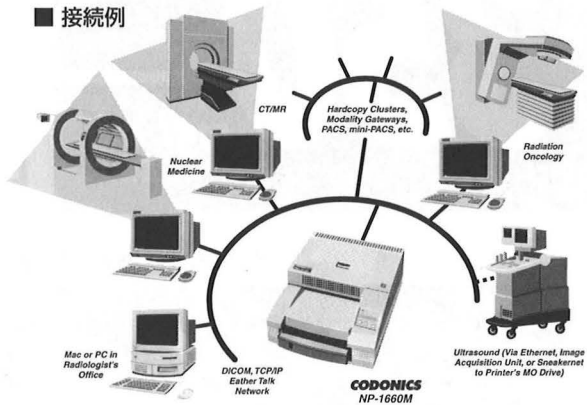 ■ 接続例
CT/MR
Hardcopy Clusters,
Modality Gateways,
PACS, mini-PACS, etc.
Nuclear
Medicine
Radiation
Oncology
Mac or PC in
Radiologist's
Office
DICOM, TCP/IP
Eather Talk
Network
CODONICS
NP-1660M
Ultrasound (Via Ethernet, Image
Acquisition Unit, or Sneakernet
to Printer's MO Drive)